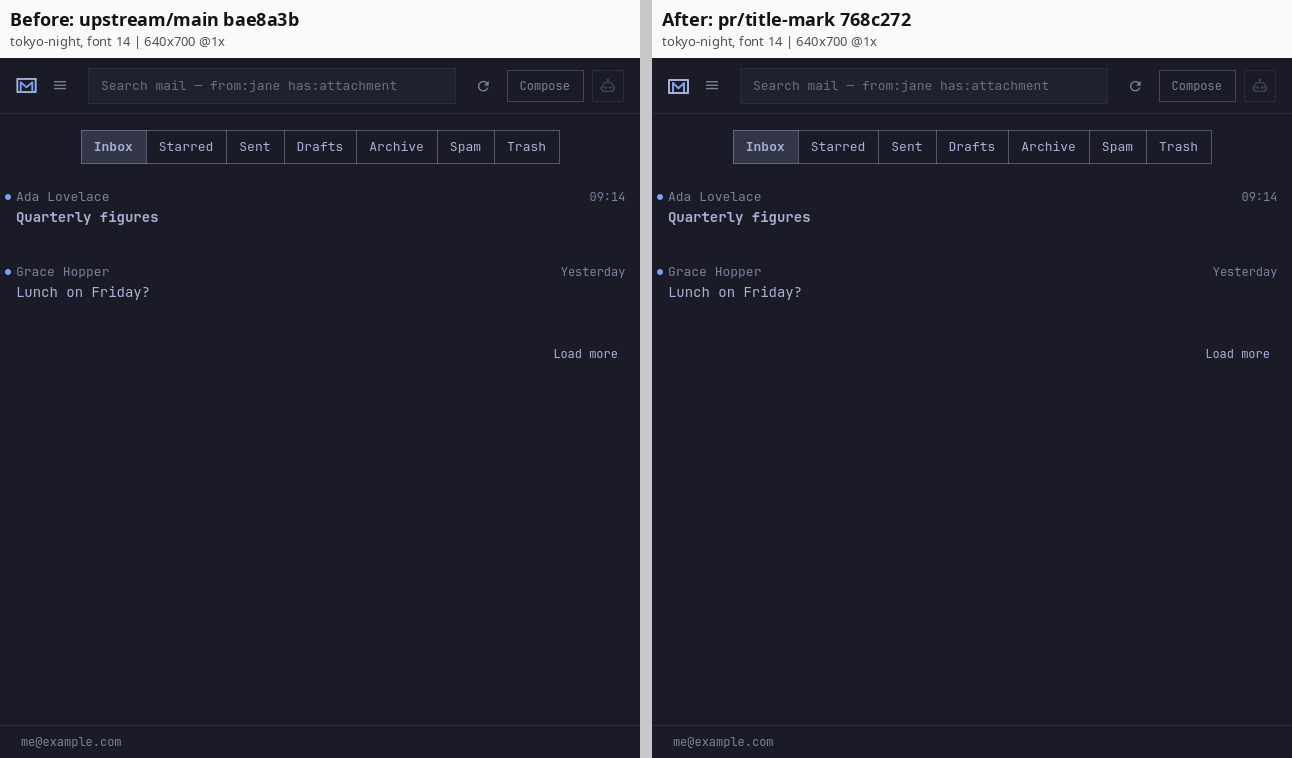 Before: upstream/main bae8a3b
tokyo-night, font 14 | 640x700 @1x
Search mail — from:jane has:attachment
Compose
Inbox Starred Sent Drafts Archive Spam Trash
Ada Lovelace 09:14
Quarterly figures
Grace Hopper Yesterday
Lunch on Friday?
Load more
me@example.com
After: pr/title-mark 768c272
tokyo-night, font 14 | 640x700 @1x
Search mail — from:jane has:attachment
Compose
Inbox Starred Sent Drafts Archive Spam Trash
Ada Lovelace 09:14
Quarterly figures
Grace Hopper Yesterday
Lunch on Friday?
Load more
me@example.com